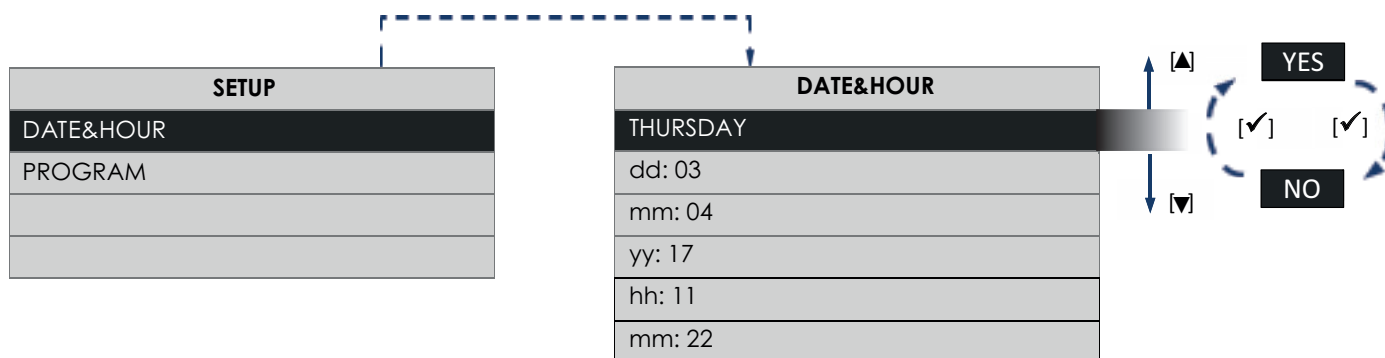 SETUP
DATE&HOUR
PROGRAM
DATE&HOUR
THURSDAY
dd: 03
mm: 04
yy: 17
hh: 11
mm: 22
[▲]
[▼]
YES
[✓] [✓]
NO